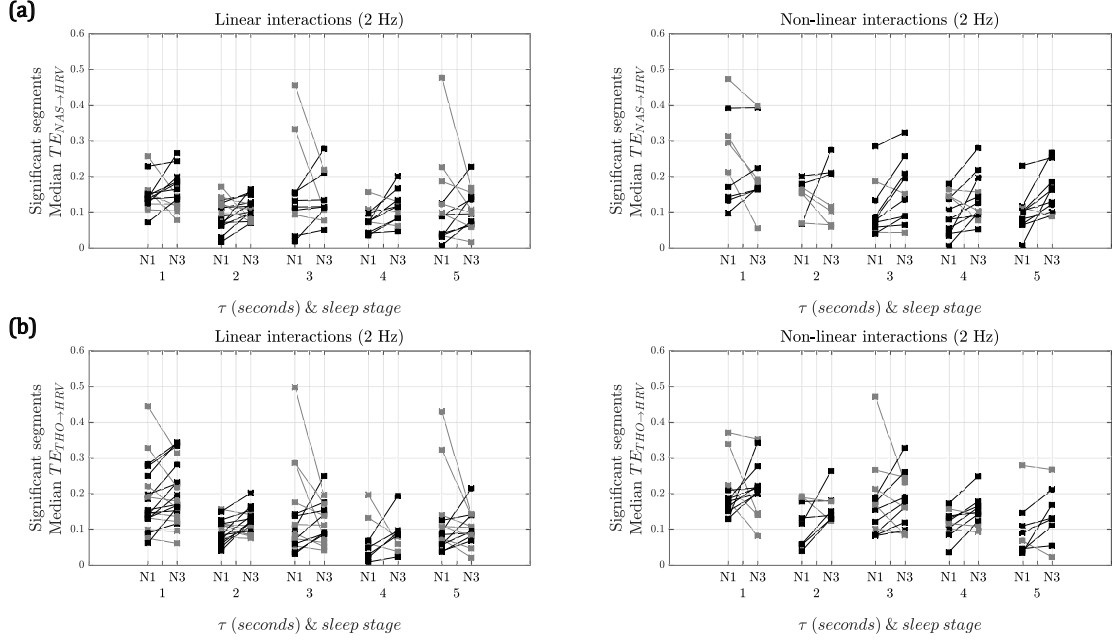 (a)
Linear interactions (2 Hz)
Significant segments
Median TE_{NAS→HRV}
0.6
0.5
0.4
0.3
0.2
0.1
0
N1 N3 N1 N3 N1 N3 N1 N3 N1 N3
1 2 3 4 5
τ (seconds) & sleep stage
Non-linear interactions (2 Hz)
Significant segments
Median TE_{NAS→HRV}
0.6
0.5
0.4
0.3
0.2
0.1
0
N1 N3 N1 N3 N1 N3 N1 N3 N1 N3
1 2 3 4 5
τ (seconds) & sleep stage
(b)
Linear interactions (2 Hz)
Significant segments
Median TE_{THO→HRV}
0.6
0.5
0.4
0.3
0.2
0.1
0
N1 N3 N1 N3 N1 N3 N1 N3 N1 N3
1 2 3 4 5
τ (seconds) & sleep stage
Non-linear interactions (2 Hz)
Significant segments
Median TE_{THO→HRV}
0.6
0.5
0.4
0.3
0.2
0.1
0
N1 N3 N1 N3 N1 N3 N1 N3 N1 N3
1 2 3 4 5
τ (seconds) & sleep stage